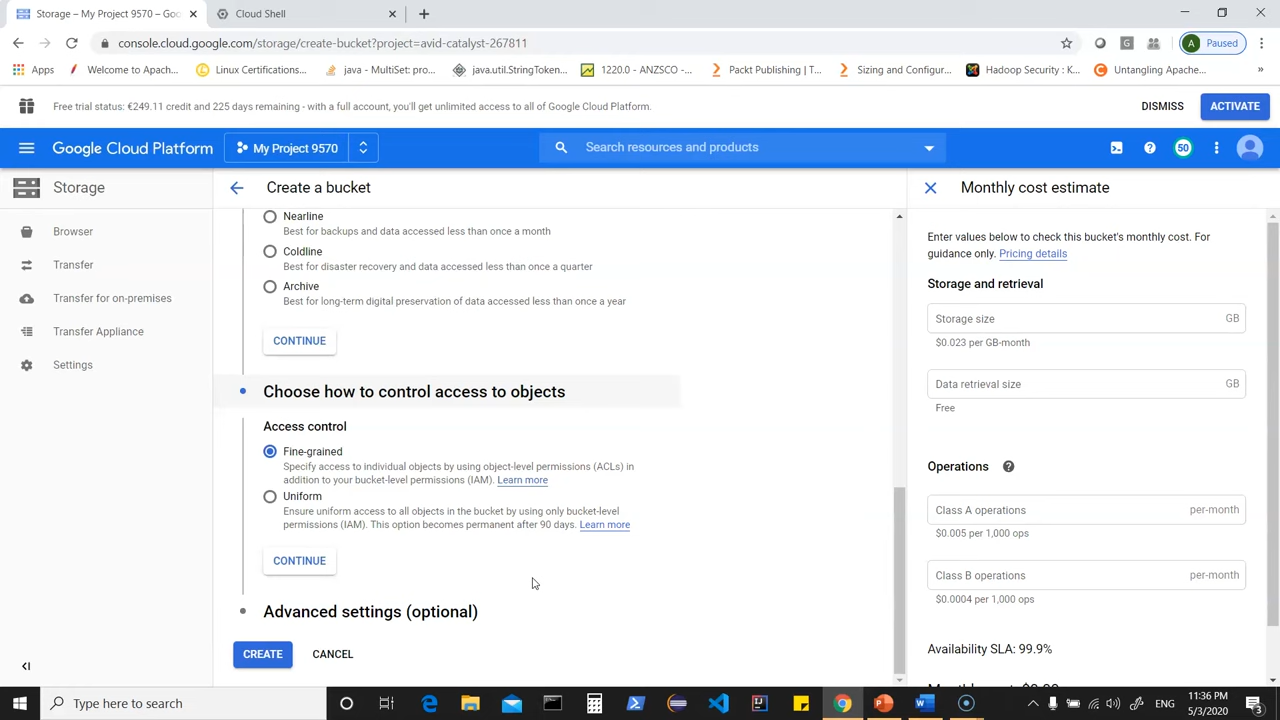 Storage – My Project 9570 – Goo
Cloud Shell
console.cloud.google.com/storage/create-bucket?project=avid-catalyst-267811
A
Paused
Apps
Welcome to Apach...
Linux Certifications...
java - MultiSet: pro...
java.util.StringToken...
1220.0 - ANZSCO -...
Packt Publishing | T...
Sizing and Configur...
Hadoop Security : K...
Untangling Apache...
»
Free trial status: €249.11 credit and 225 days remaining - with a full account, you'll get unlimited access to all of Google Cloud Platform.
DISMISS
ACTIVATE
Google Cloud Platform
My Project 9570
Search resources and products
50
Storage
Create a bucket
Monthly cost estimate
Browser
Transfer
Transfer for on-premises
Transfer Appliance
Settings
Nearline
Best for backups and data accessed less than once a month
Coldline
Best for disaster recovery and data accessed less than once a quarter
Archive
Best for long-term digital preservation of data accessed less than once a year
CONTINUE
Choose how to control access to objects
Access control
Fine-grained
Specify access to individual objects by using object-level permissions (ACLs) in
addition to your bucket-level permissions (IAM). Learn more
Uniform
Ensure uniform access to all objects in the bucket by using only bucket-level
permissions (IAM). This option becomes permanent after 90 days. Learn more
CONTINUE
Advanced settings (optional)
CREATE
CANCEL
Enter values below to check this bucket's monthly cost. For
guidance only. Pricing details
Storage and retrieval
Storage size
GB
$0.023 per GB-month
Data retrieval size
GB
Free
Operations
Class A operations
per-month
$0.005 per 1,000 ops
Class B operations
per-month
$0.0004 per 1,000 ops
Availability SLA: 99.9%
Type here to search
ENG
11:36 PM
5/3/2020
3